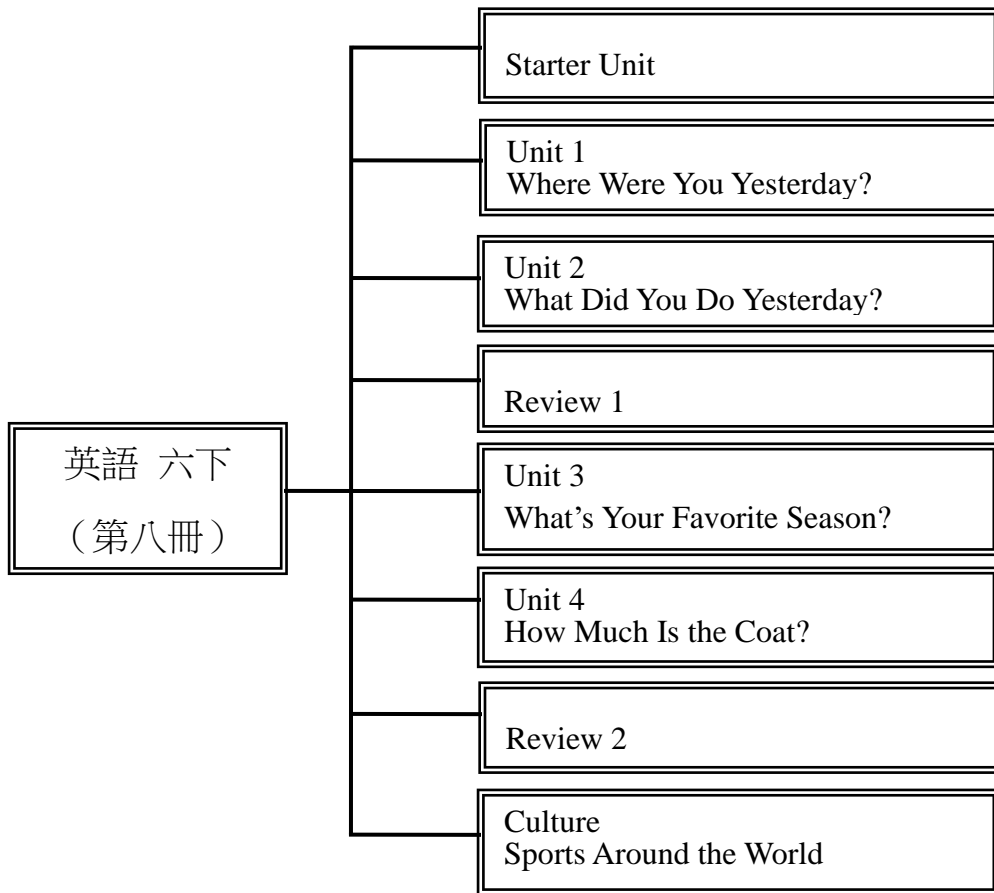 Starter Unit
Unit 1
Where Were You Yesterday?
Unit 2
What Did You Do Yesterday?
Review 1
英語 六下
（第八冊）
Unit 3
What’s Your Favorite Season?
Unit 4
How Much Is the Coat?
Review 2
Culture
Sports Around the World